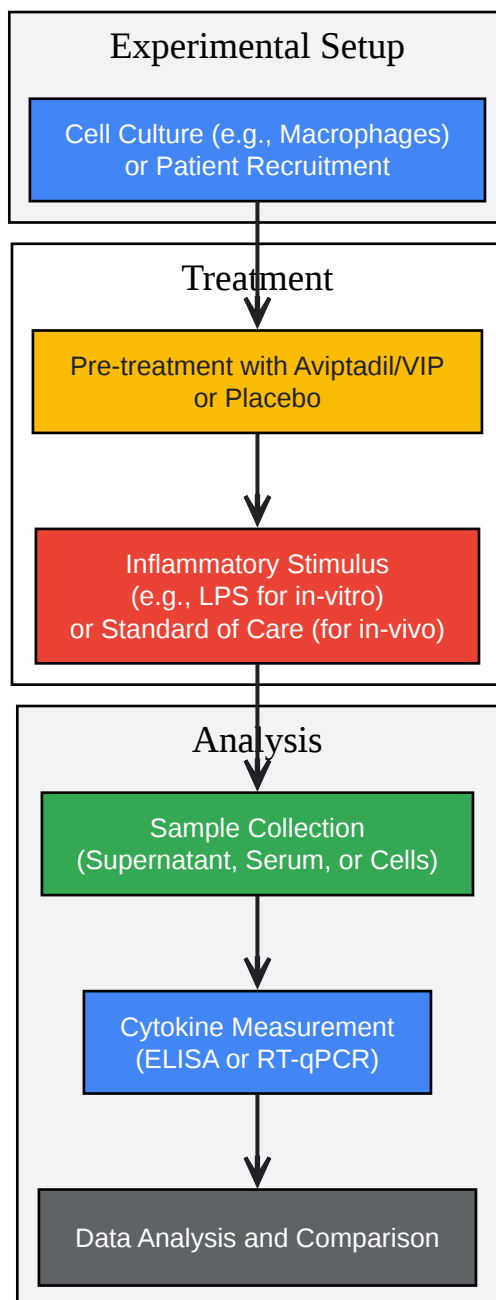 Experimental Setup
Cell Culture (e.g., Macrophages)
or Patient Recruitment
Treatment
Pre-treatment with Aviptadil/VIP
or Placebo
Inflammatory Stimulus
(e.g., LPS for in-vitro)
or Standard of Care (for in-vivo)
Analysis
Sample Collection
(Supernatant, Serum, or Cells)
Cytokine Measurement
(ELISA or RT-qPCR)
Data Analysis and Comparison